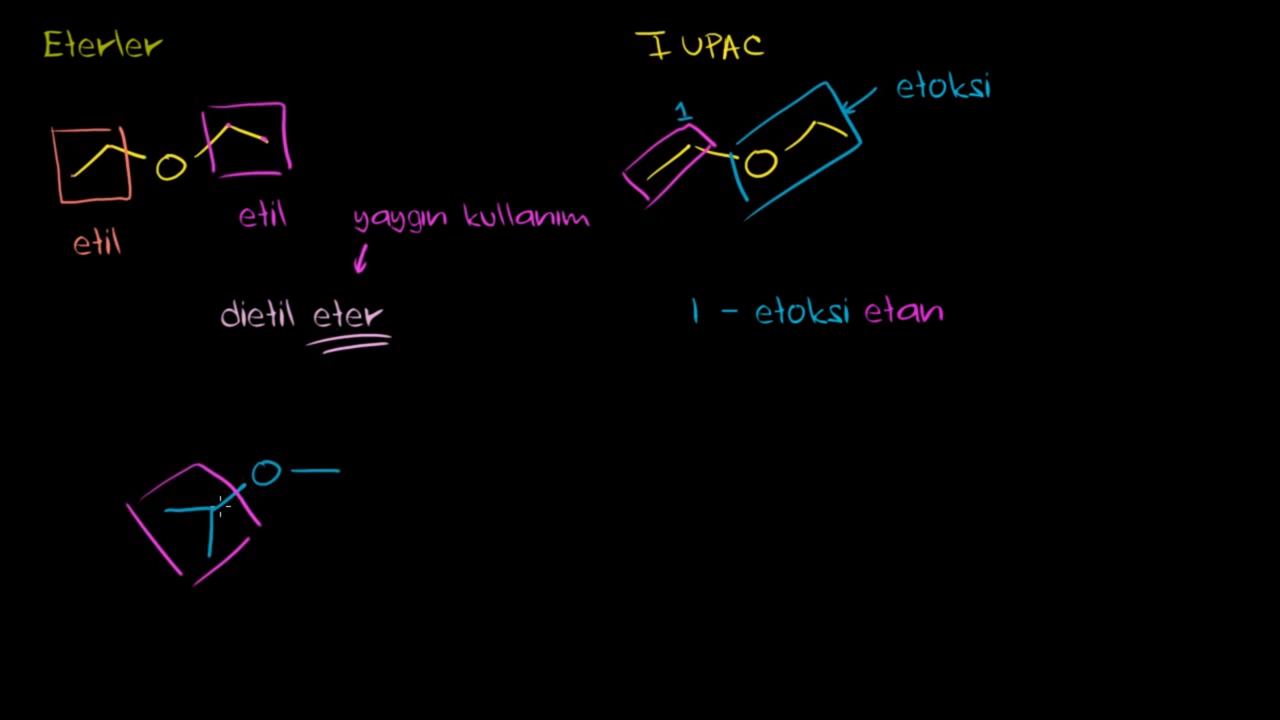 Eterler
etil
etil
O
yaygın kullanım
dietil eter
IUPAC
1
O
etoksi
1 - etoksi etan
O